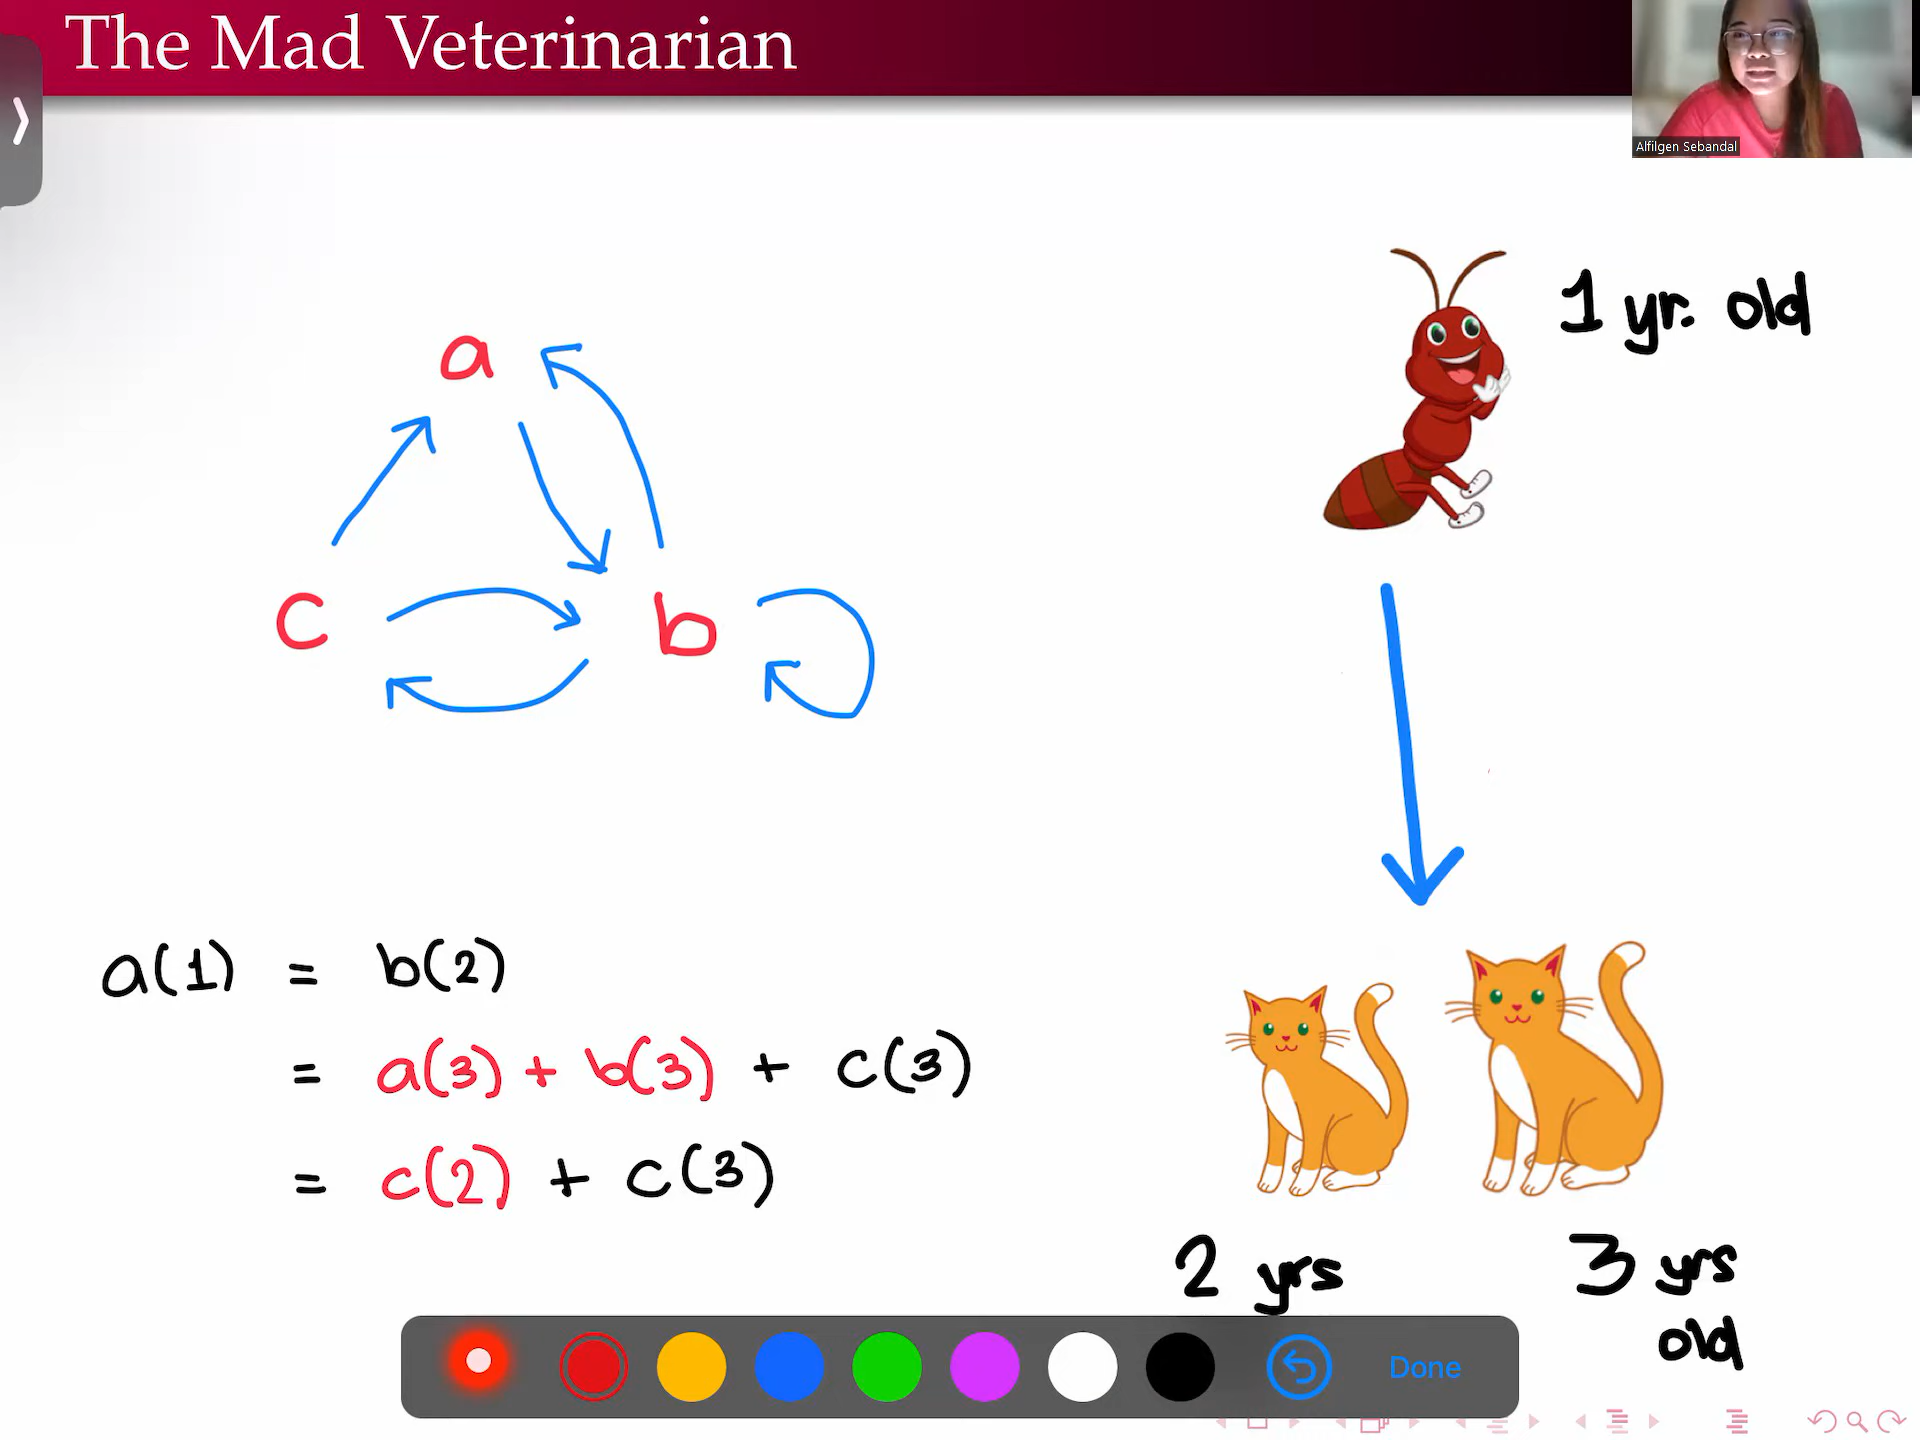 The Mad Veterinarian
Alfilgen Sebandal
1 yr. old
a
c
b
a(1) = b(2)
= a(3) + b(3) + c(3)
= c(2) + c(3)
2 yrs
3 yrs
old
Done